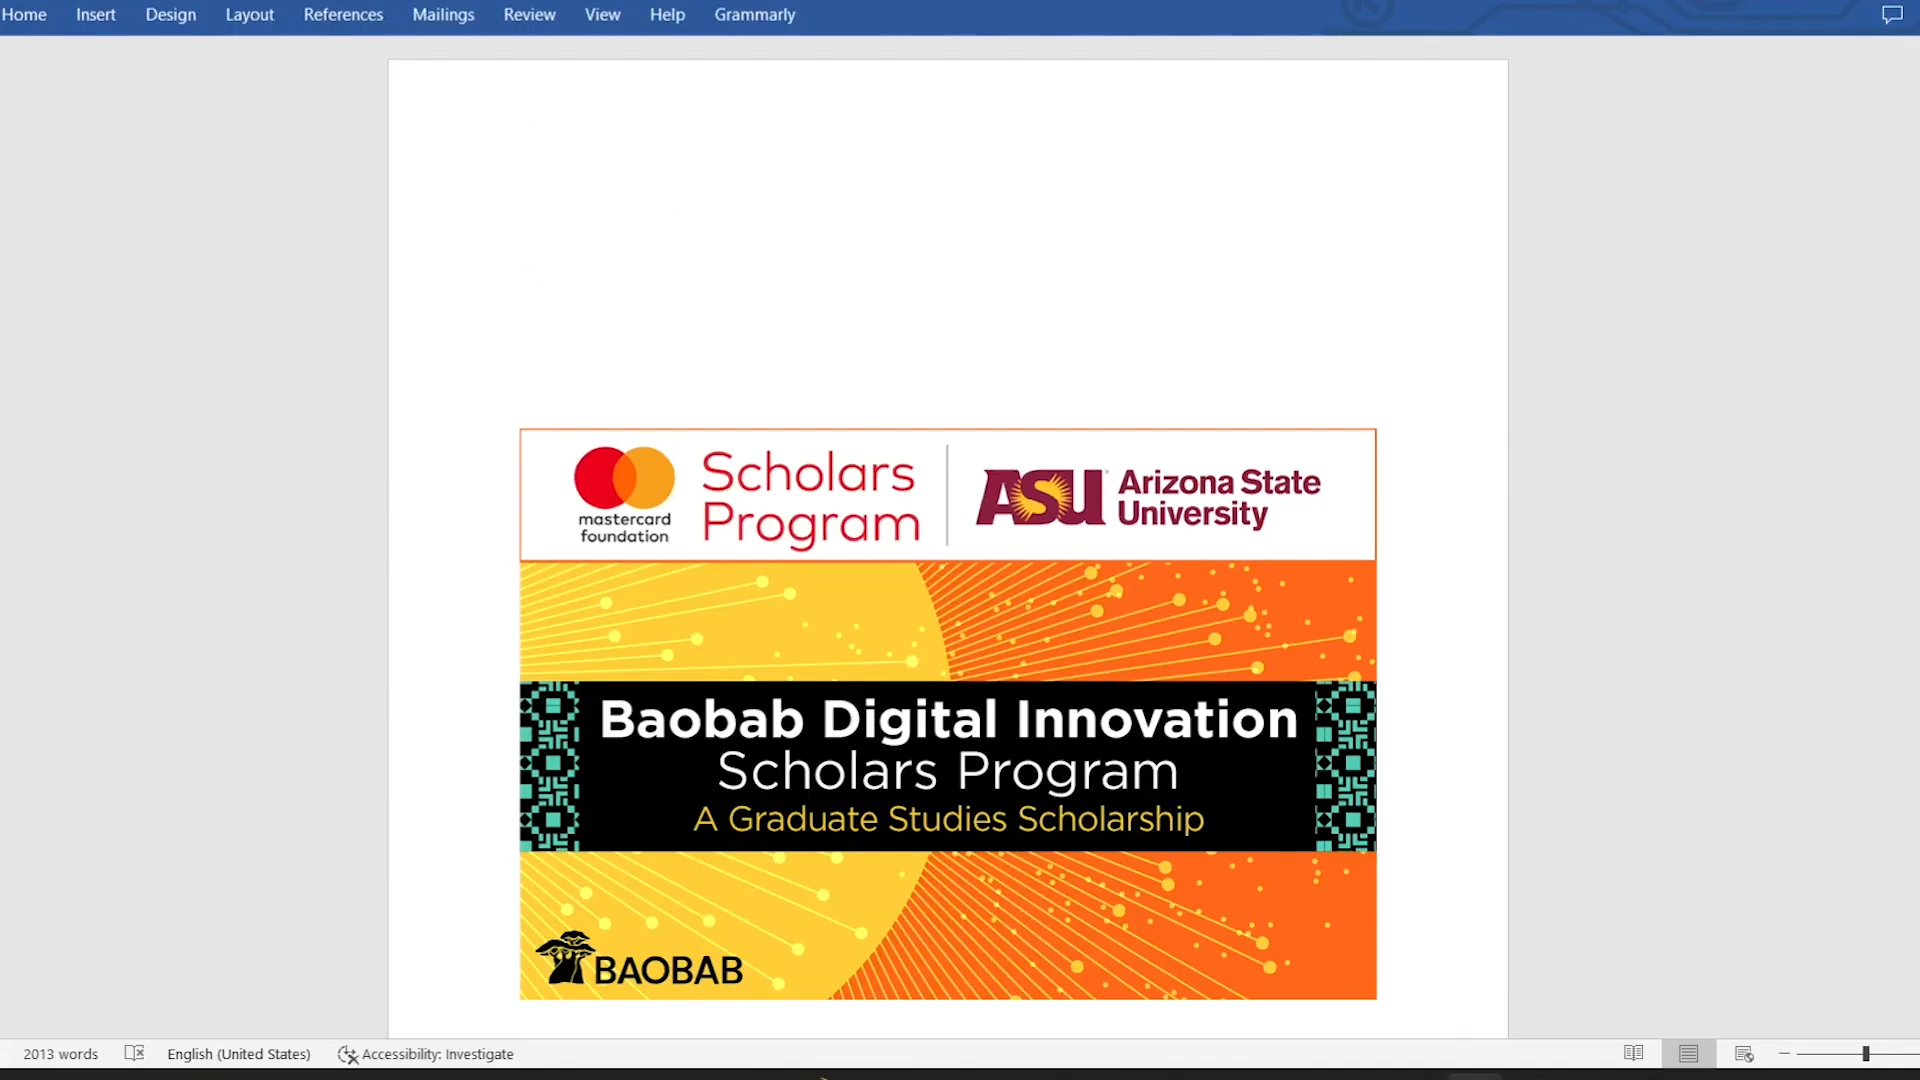 Home Insert Design Layout References Mailings Review View Help Grammarly
mastercard
foundation
Scholars
Program
ASU
Arizona State
University
Baobab Digital Innovation
Scholars Program
A Graduate Studies Scholarship
BAOBAB
2013 words English (United States) Accessibility: Investigate